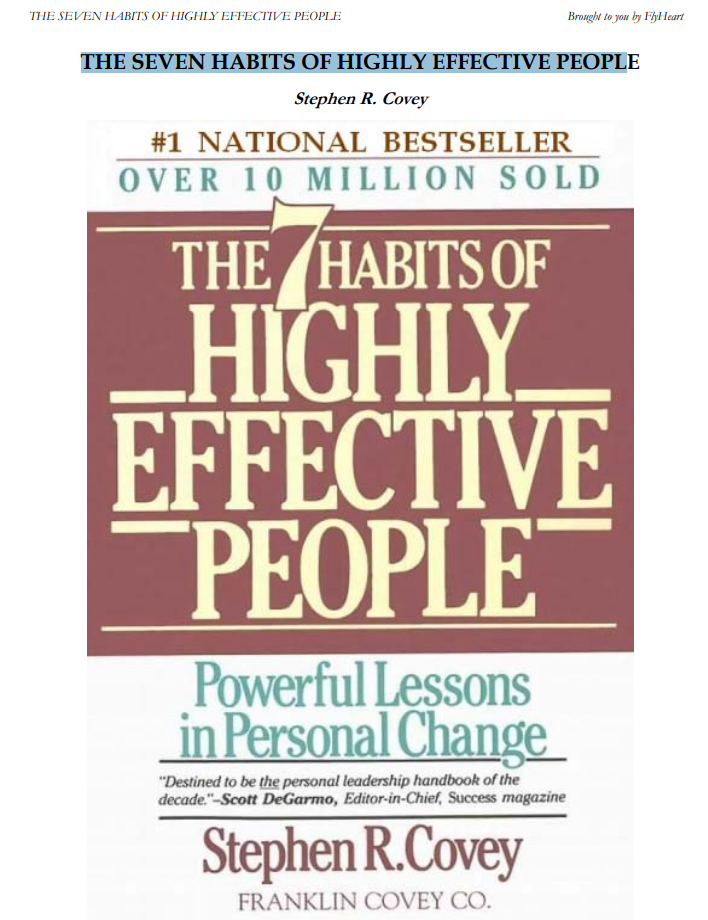 THE SEVEN HABITS OF HIGHLY EFFECTIVE PEOPLE Brought to you by FlyHeart
THE SEVEN HABITS OF HIGHLY EFFECTIVE PEOPLE
Stephen R. Covey
#1 NATIONAL BESTSELLER
OVER 10 MILLION SOLD
THE 7 HABITS OF
HIGHLY
EFFECTIVE
PEOPLE
Powerful Lessons
in Personal Change
"Destined to be the personal leadership handbook of the
decade."–Scott DeGarmo, Editor-in-Chief, Success magazine
Stephen R. Covey
FRANKLIN COVEY CO.